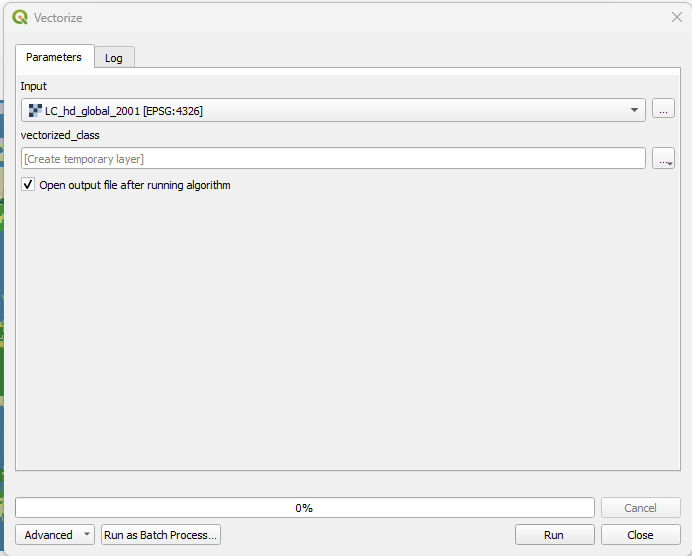 Vectorize
Parameters Log
Input
LC_hd_global_2001 [EPSG:4326] ...
vectorized_class
[Create temporary layer] ...
Open output file after running algorithm
0% Cancel
Advanced Run as Batch Process... Run Close